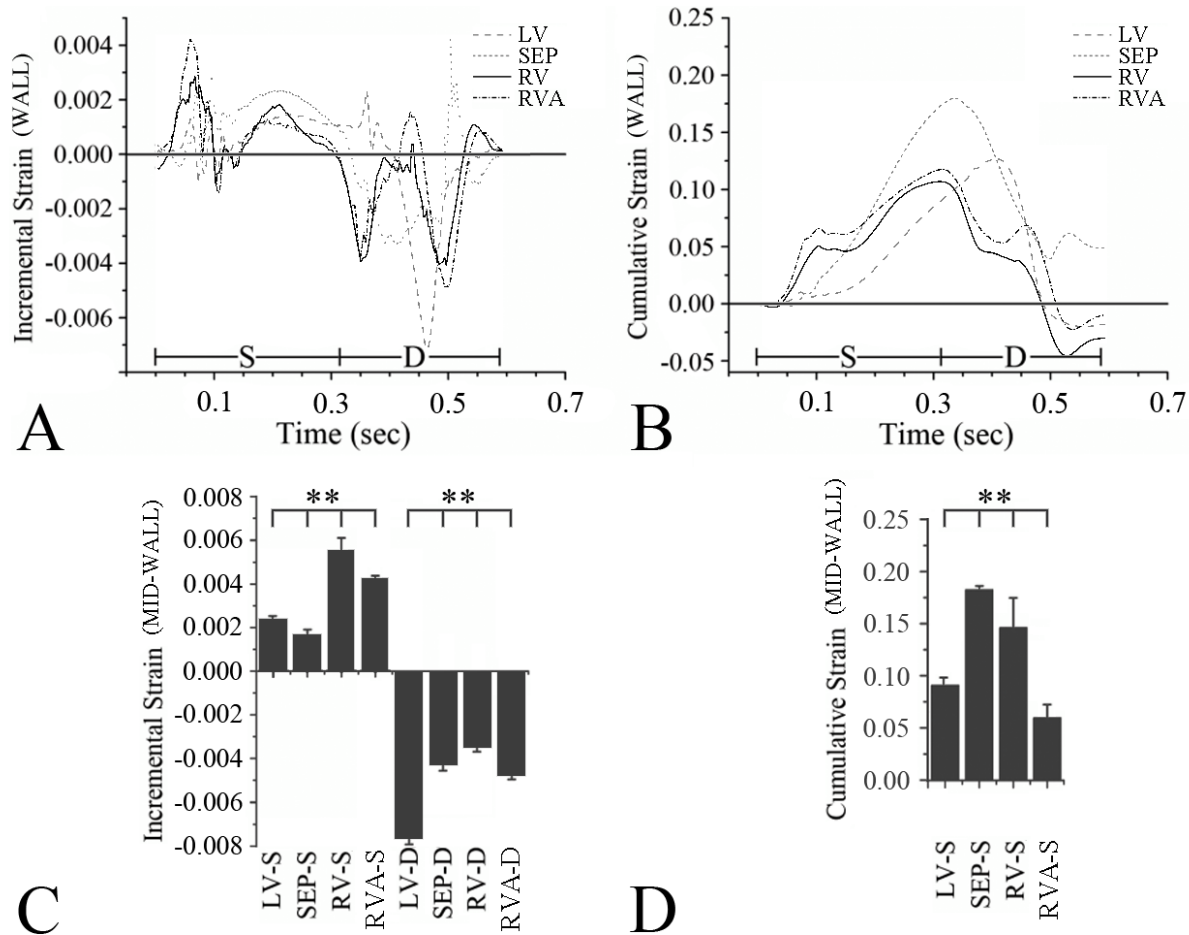 0.004
0.002
0.000
-0.002
-0.004
-0.006
Incremental Strain (WALL)
LV
SEP
RV
RVA
S
D
0.1
0.3
0.5
0.7
Time (sec)
A
0.25
0.20
0.15
0.10
0.05
0.00
-0.05
Cumulative Strain (WALL)
LV
SEP
RV
RVA
S
D
0.1
0.3
0.5
0.7
Time (sec)
B
0.008
0.006
0.004
0.002
0.000
-0.002
-0.004
-0.006
-0.008
Incremental Strain (MID-WALL)
**
**
LV-S
SEP-S
RV-S
RVA-S
LV-D
SEP-D
RV-D
RVA-D
C
0.25
0.20
0.15
0.10
0.05
0.00
Cumulative Strain (MID-WALL)
**
LV-S
SEP-S
RV-S
RVA-S
D